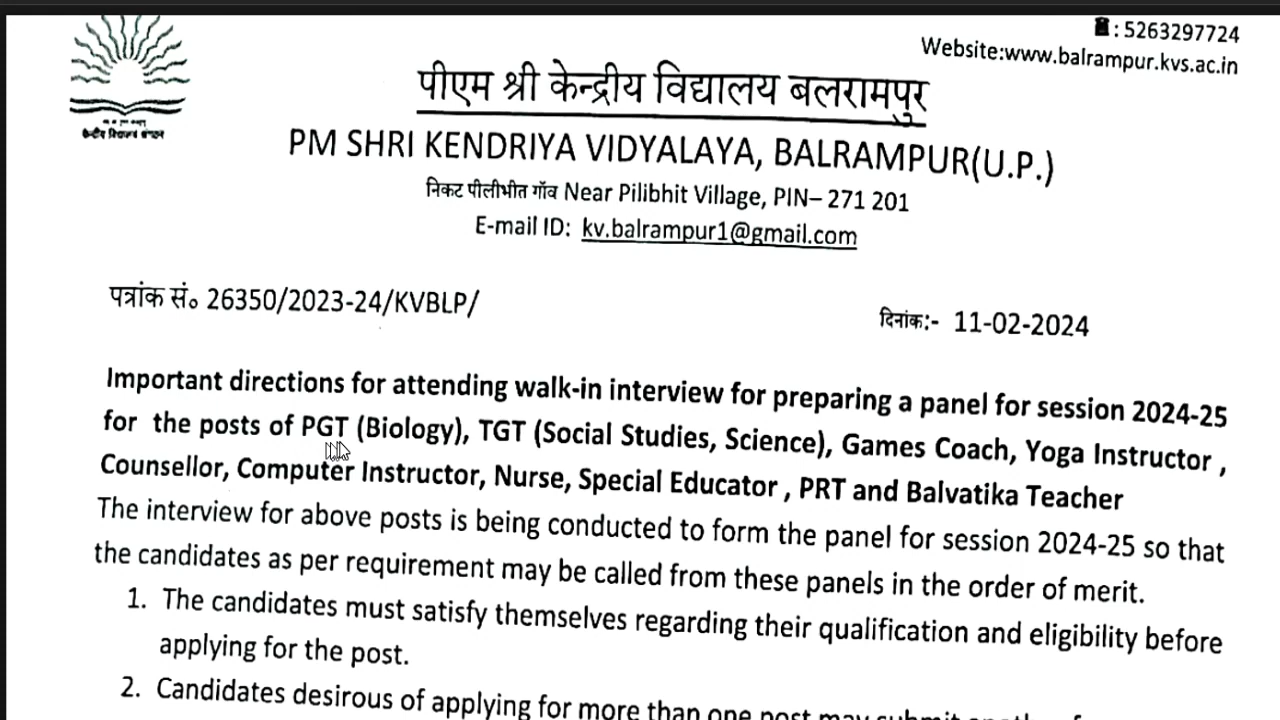 ☎: 5263297724
Website:www.balrampur.kvs.ac.in
केन्द्रीय विद्यालय संगठन
पीएम श्री केन्द्रीय विद्यालय बलरामपुर
PM SHRI KENDRIYA VIDYALAYA, BALRAMPUR(U.P.)
निकट पीलीभीत गाँव Near Pilibhit Village, PIN– 271 201
E-mail ID: kv.balrampur1@gmail.com
पत्रांक सं० 26350/2023-24/KVBLP/
दिनांक:- 11-02-2024
Important directions for attending walk-in interview for preparing a panel for session 2024-25
for the posts of PGT (Biology), TGT (Social Studies, Science), Games Coach, Yoga Instructor ,
Counsellor, Computer Instructor, Nurse, Special Educator , PRT and Balvatika Teacher
The interview for above posts is being conducted to form the panel for session 2024-25 so that
the candidates as per requirement may be called from these panels in the order of merit.
1. The candidates must satisfy themselves regarding their qualification and eligibility before
applying for the post.
2. Candidates desirous of applying for more than one post may submit